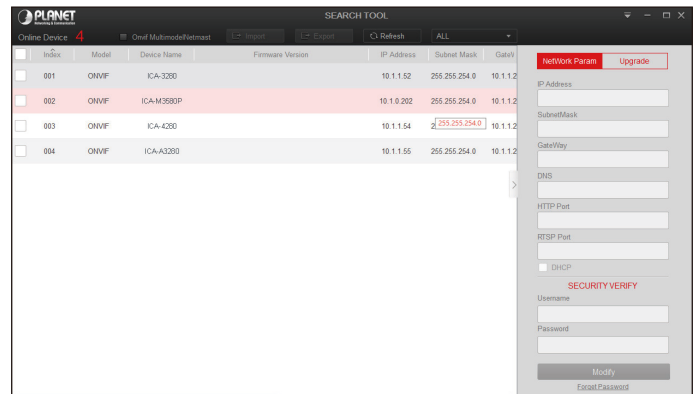 PLANET
Networking & Communication
SEARCH TOOL
Online Device 4
Onvif MultimodelNetmast
Import
Export
Refresh
ALL
Index Model Device Name Firmware Version IP Address Subnet Mask GateW
001 ONVIF ICA-3280 10.1.1.52 255.255.254.0 10.1.1.2
002 ONVIF ICA-M3580P 10.1.0.202 255.255.254.0 10.1.1.2
003 ONVIF ICA-4280 10.1.1.54 2 255.255.254.0 10.1.1.2
004 ONVIF ICA-A3280 10.1.1.55 255.255.254.0 10.1.1.2
NetWork Param
Upgrade
IP Address
SubnetMask
GateWay
DNS
HTTP Port
RTSP Port
DHCP
SECURITY VERIFY
Username
Password
Modify
Forget Password